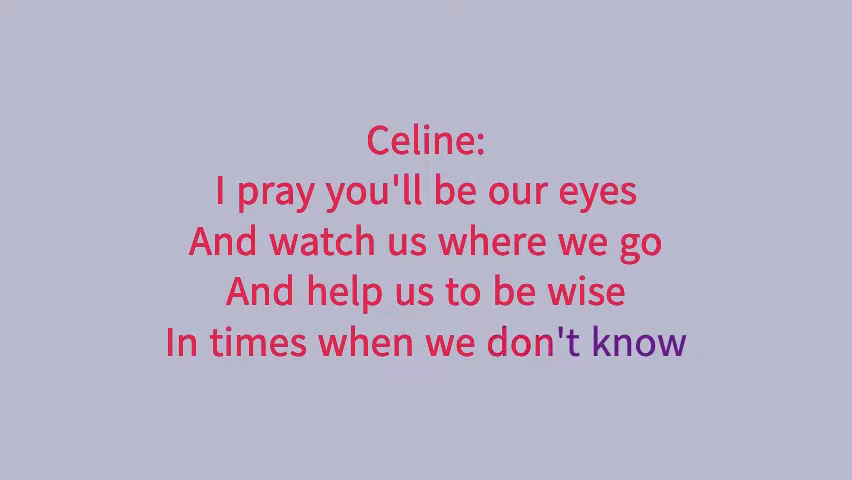 Celine:
I pray you'll be our eyes
And watch us where we go
And help us to be wise
In times when we don't know